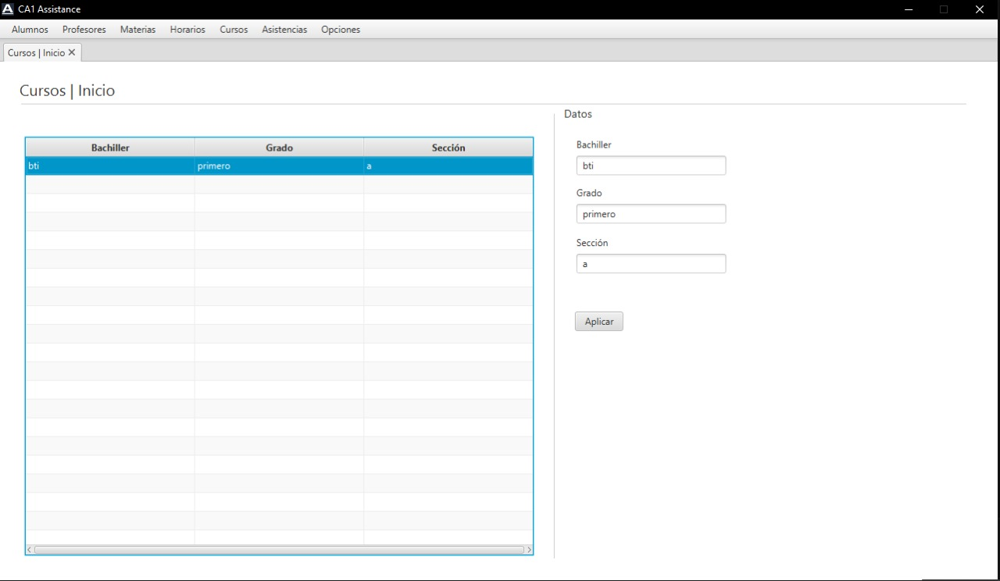 CA1 Assistance
Alumnos Profesores Materias Horarios Cursos Asistencias Opciones
Cursos | Inicio
Cursos | Inicio
Datos
Bachiller Grado Sección
bti primero a
Bachiller
bti
Grado
primero
Sección
a
Aplicar